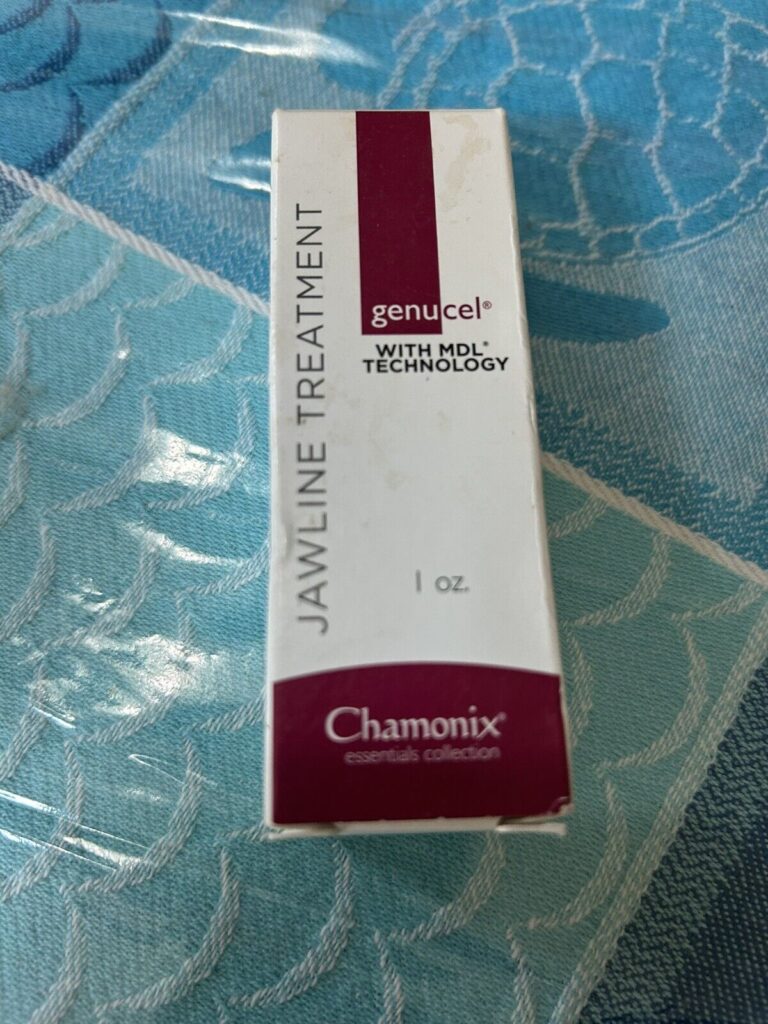 JAWLINE TREATMENT
genucel®
WITH MDL®
TECHNOLOGY
1 oz.
Chamonix®
essentials collection